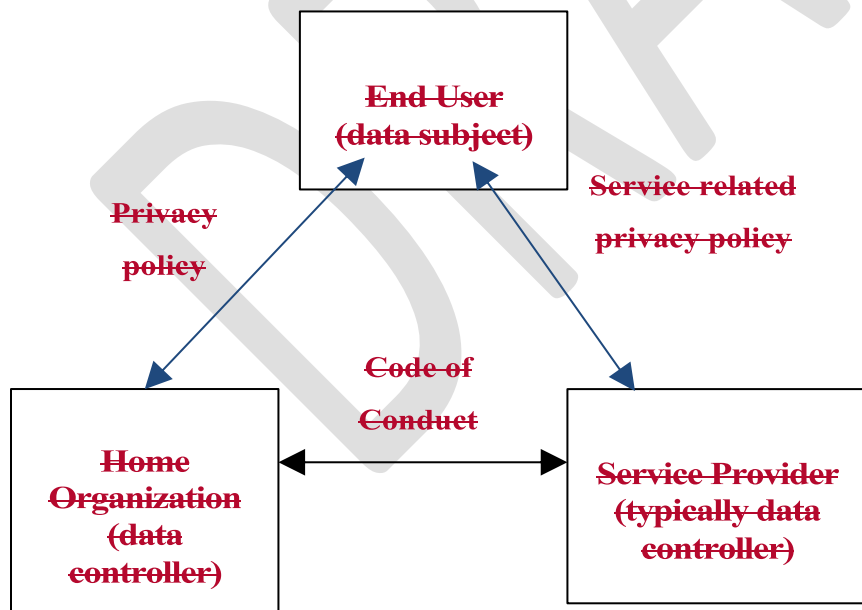 End User
(data subject)
Service related
privacy policy
Privacy
policy
Code of
Conduct
Home
Organization
(data
controller)
Service Provider
(typically data
controller)